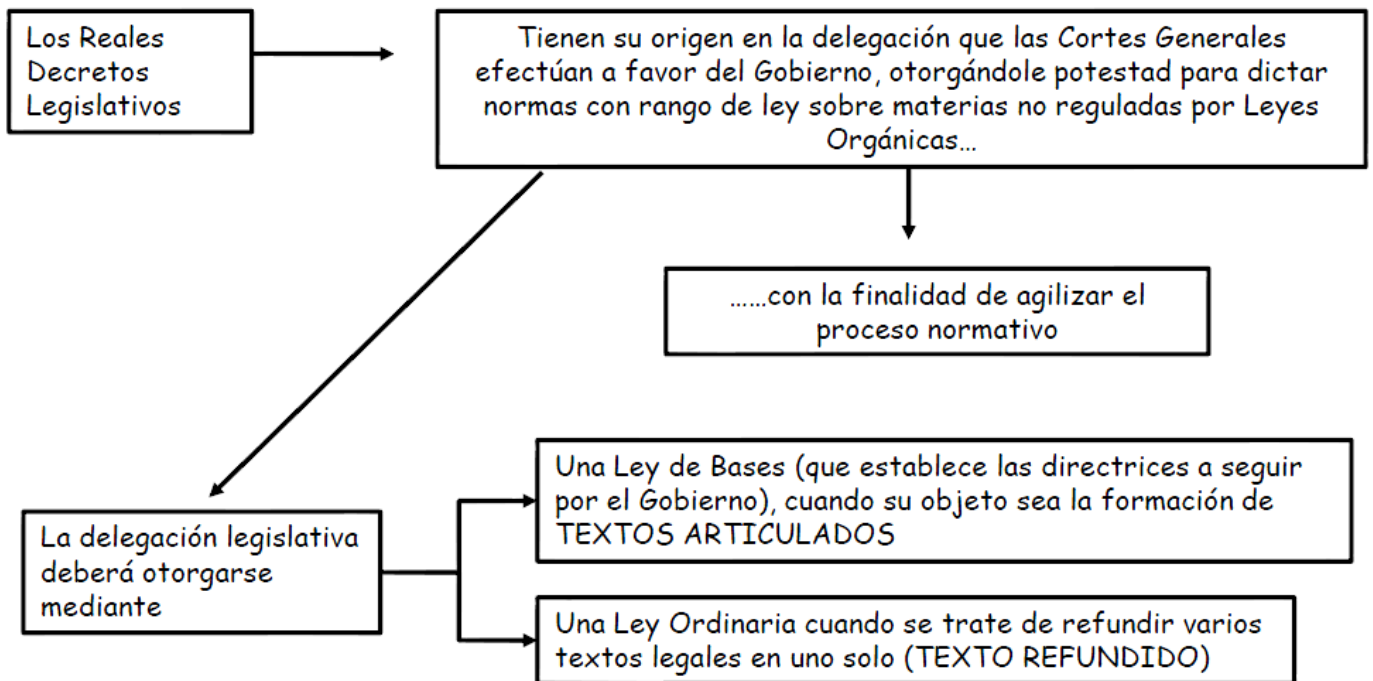 Los Reales
Decretos
Legislativos
Tienen su origen en la delegación que las Cortes Generales
efectúan a favor del Gobierno, otorgándole potestad para dictar
normas con rango de ley sobre materias no reguladas por Leyes
Orgánicas…
……con la finalidad de agilizar el
proceso normativo
La delegación legislativa
deberá otorgarse
mediante
Una Ley de Bases (que establece las directrices a seguir
por el Gobierno), cuando su objeto sea la formación de
TEXTOS ARTICULADOS
Una Ley Ordinaria cuando se trate de refundir varios
textos legales en uno solo (TEXTO REFUNDIDO)